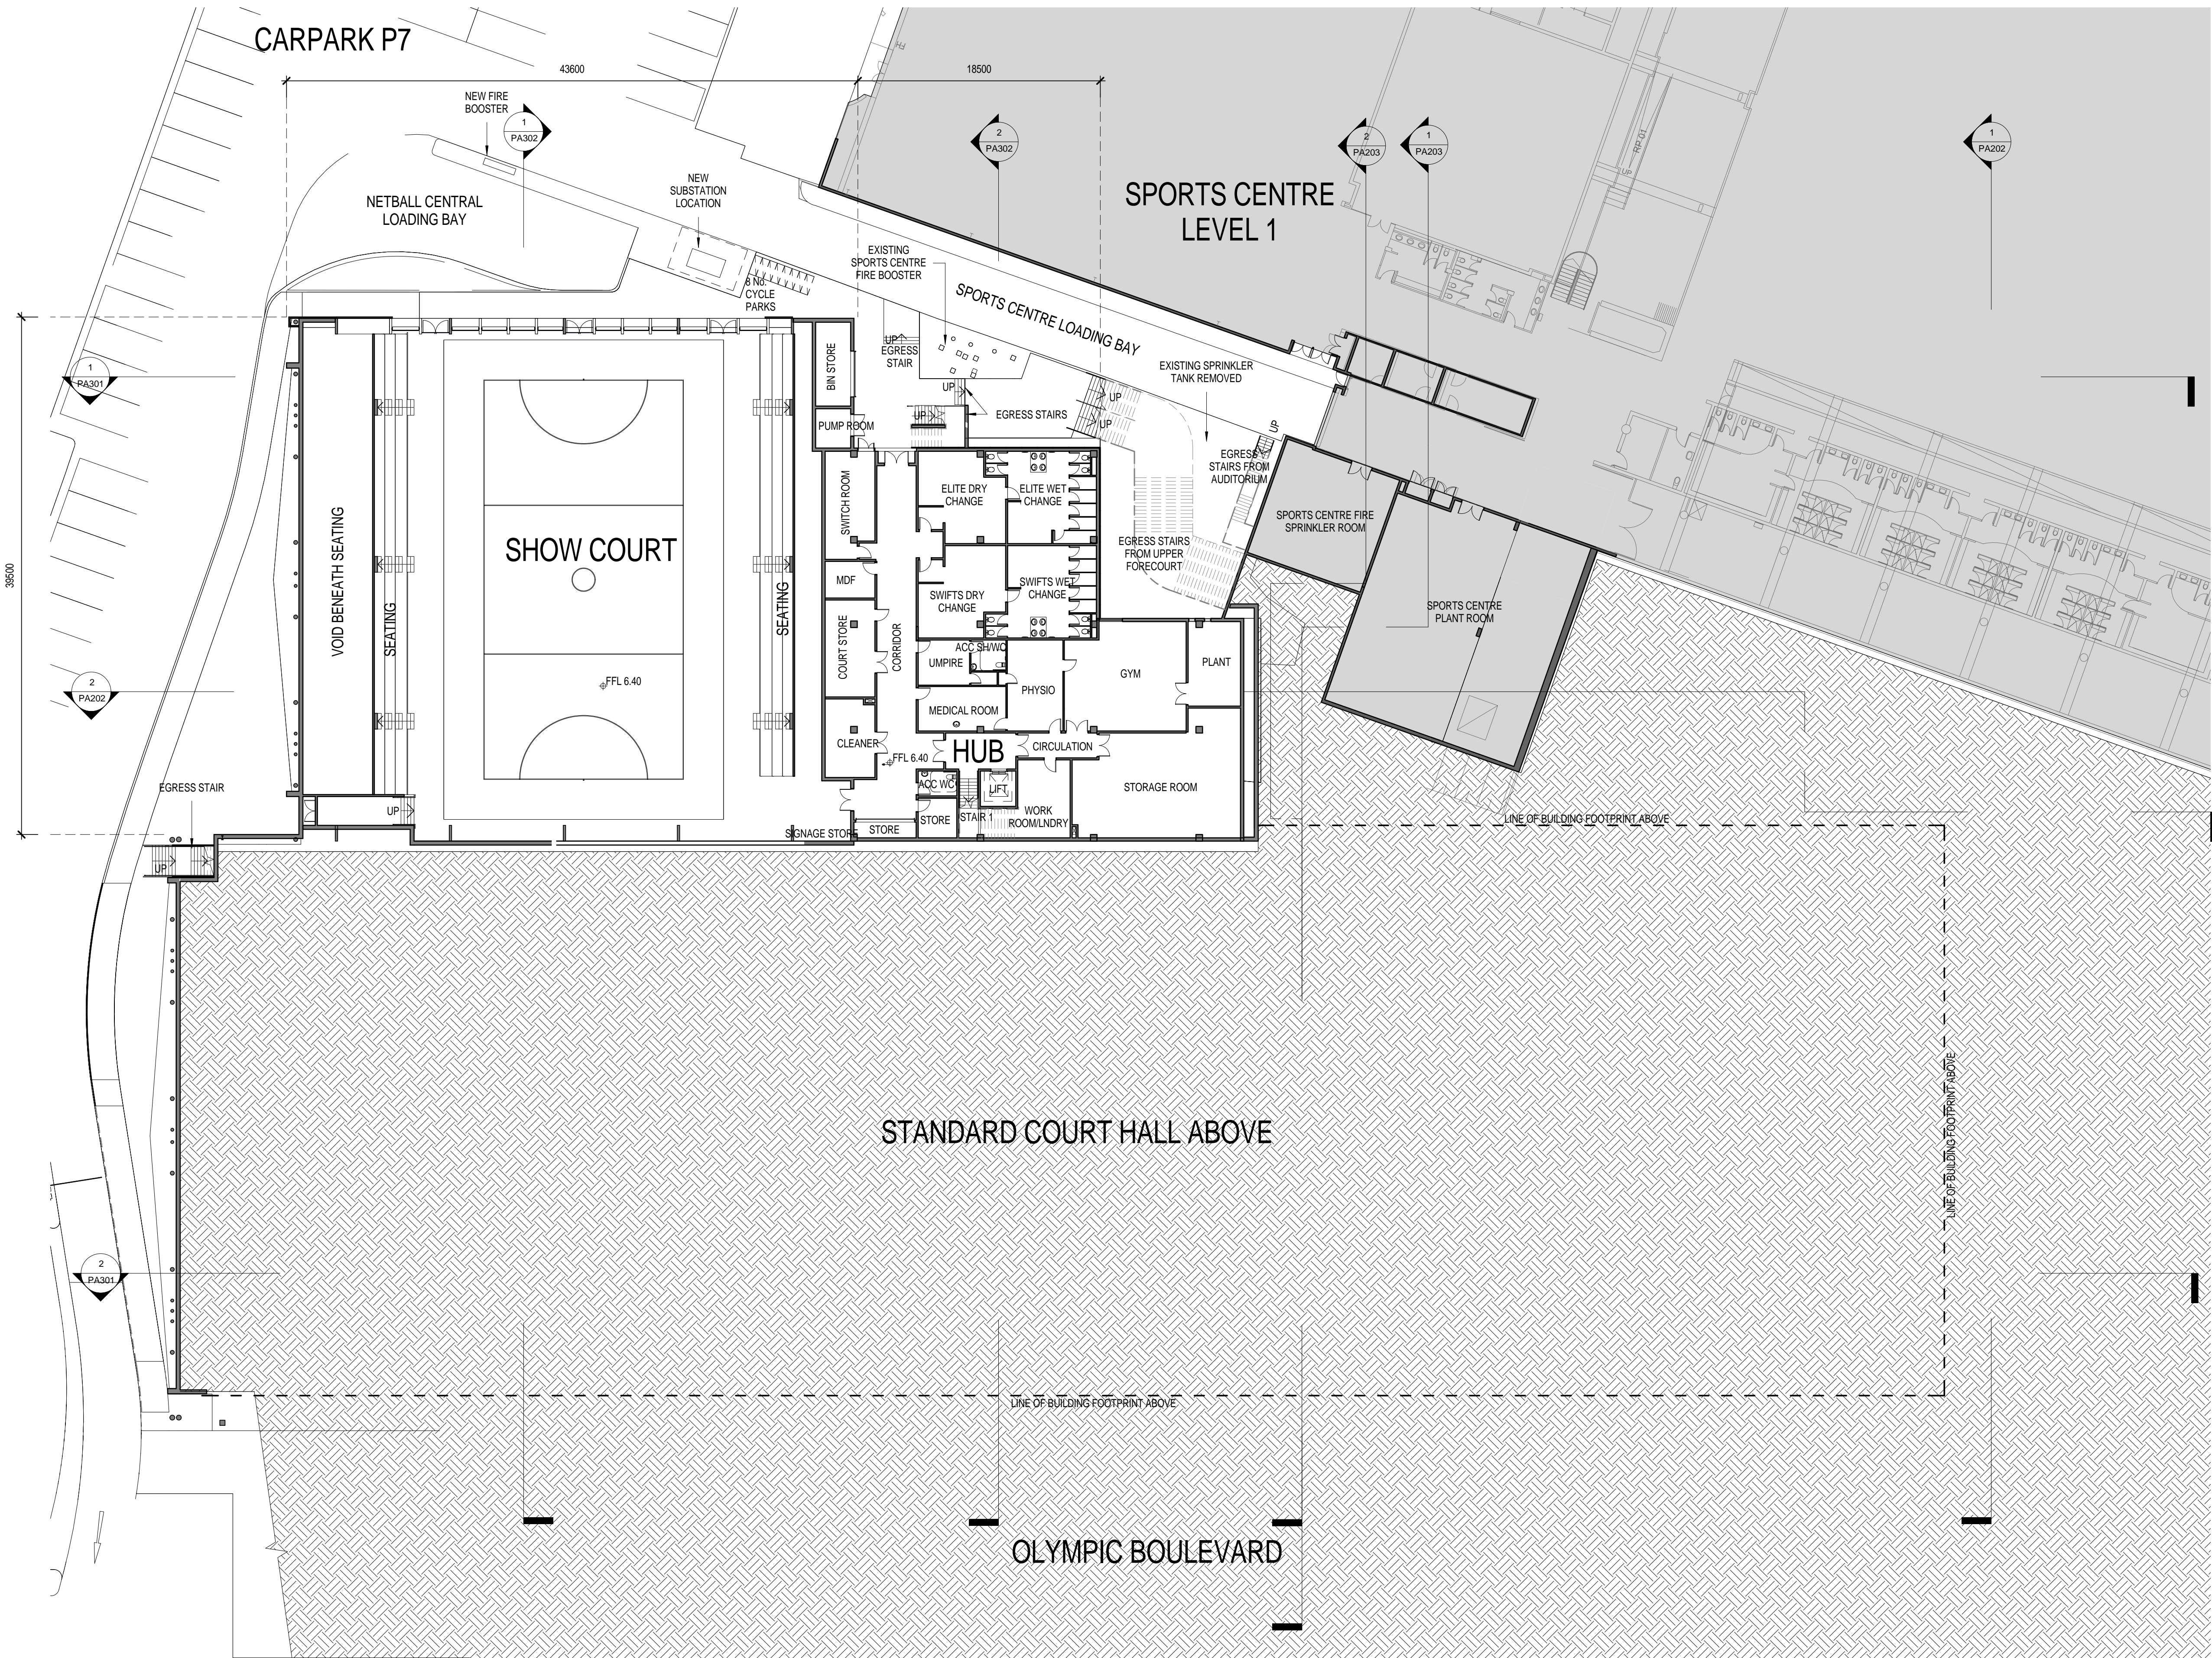 CARPARK P7
43600
18500
NEW FIRE
BOOSTER
1
PA302
2
PA302
2
PA203
1
PA203
1
PA202
RP 01
UP
FH
NEW
SUBSTATION
LOCATION
NETBALL CENTRAL
LOADING BAY
SPORTS CENTRE
LEVEL 1
EXISTING
SPORTS CENTRE
FIRE BOOSTER
8 No.
CYCLE
PARKS
SPORTS CENTRE LOADING BAY
UP
EGRESS
STAIR
BIN STORE
EXISTING SPRINKLER
TANK REMOVED
1
PA301
UP
UP
UP
UP
EGRESS STAIRS
PUMP ROOM
UP
EGRESS
STAIRS FROM
AUDITORIUM
SWITCH ROOM
ELITE DRY
CHANGE
ELITE WET
CHANGE
SPORTS CENTRE FIRE
SPRINKLER ROOM
VOID BENEATH SEATING
SHOW COURT
EGRESS STAIRS
FROM UPPER
FORECOURT
39500
MDF
SWIFTS DRY
CHANGE
SWIFTS WET
CHANGE
SEATING
SEATING
SPORTS CENTRE
PLANT ROOM
COURT STORE
CORRIDOR
ACC SH/WC
UMPIRE
PHYSIO
GYM
PLANT
2
PA202
FFL 6.40
MEDICAL ROOM
CLEANER
HUB
CIRCULATION
FFL 6.40
EGRESS STAIR
ACC WC
LIFT
STORAGE ROOM
UP
WORK
ROOM/LNDRY
STORE
STAIR 1
SIGNAGE STORE
STORE
LINE OF BUILDING FOOTPRINT ABOVE
UP
STANDARD COURT HALL ABOVE
LINE OF BUILDING FOOTPRINT ABOVE
2
PA301
LINE OF BUILDING FOOTPRINT ABOVE
OLYMPIC BOULEVARD